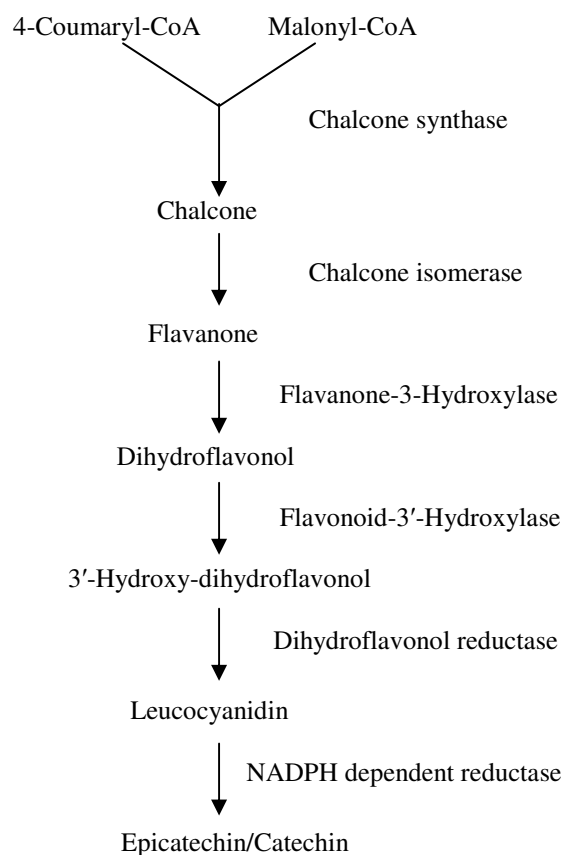 4-Coumaryl-CoA Malonyl-CoA
Chalcone synthase
Chalcone
Chalcone isomerase
Flavanone
Flavanone-3-Hydroxylase
Dihydroflavonol
Flavonoid-3′-Hydroxylase
3′-Hydroxy-dihydroflavonol
Dihydroflavonol reductase
Leucocyanidin
NADPH dependent reductase
Epicatechin/Catechin